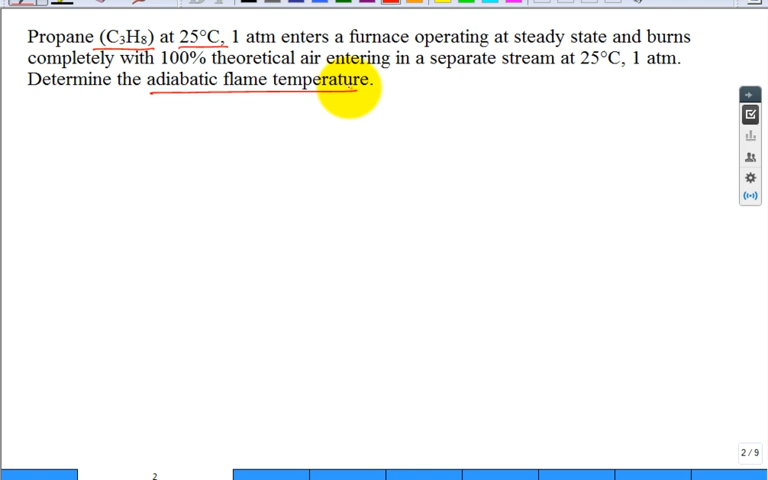 Propane (C₃H₈) at 25°C, 1 atm enters a furnace operating at steady state and burns
completely with 100% theoretical air entering in a separate stream at 25°C, 1 atm.
Determine the adiabatic flame temperature.
2 / 9
2